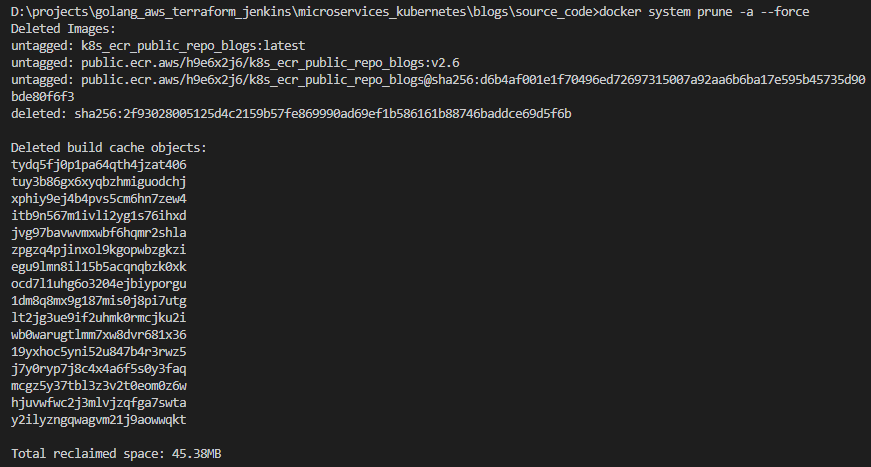 D:\projects\golang_aws_terraform_jenkins\microservices_kubernetes\blogs\source_code>docker system prune -a --force
Deleted Images:
untagged: k8s_ecr_public_repo_blogs:latest
untagged: public.ecr.aws/h9e6x2j6/k8s_ecr_public_repo_blogs:v2.6
untagged: public.ecr.aws/h9e6x2j6/k8s_ecr_public_repo_blogs@sha256:d6b4af001e1f70496ed72697315007a92aa6b6ba17e595b45735d90
bde80f6f3
deleted: sha256:2f93028005125d4c2159b57fe869990ad69ef1b586161b88746baddce69d5f6b

Deleted build cache objects:
tydq5fj0p1pa64qth4jzat406
tuy3b86gx6xyqbzhmiguodchj
xphiy9ej4b4pvs5cm6hn7zew4
itb9n567m1ivli2yg1s76ihxd
jvg97bavwvmxwbf6hqmr2shla
zpgzq4pjinxol9kgopwbzgkzi
egu9lmn8il15b5acqnqbzk0xk
ocd7l1uhg6o3204ejbiyporgu
1dm8q8mx9g187mis0j8pi7utg
lt2jg3ue9if2uhmk0rmcjku2i
wb0warugtlmm7xw8dvr681x36
19yxhoc5yni52u847b4r3rwz5
j7y0ryp7j8c4x4a6f5s0y3faq
mcgz5y37tbl3z3v2t0eom0z6w
hjuvwfwc2j3mlvjzqfga7swta
y2ilyzngqwagvm21j9aowwqkt

Total reclaimed space: 45.38MB